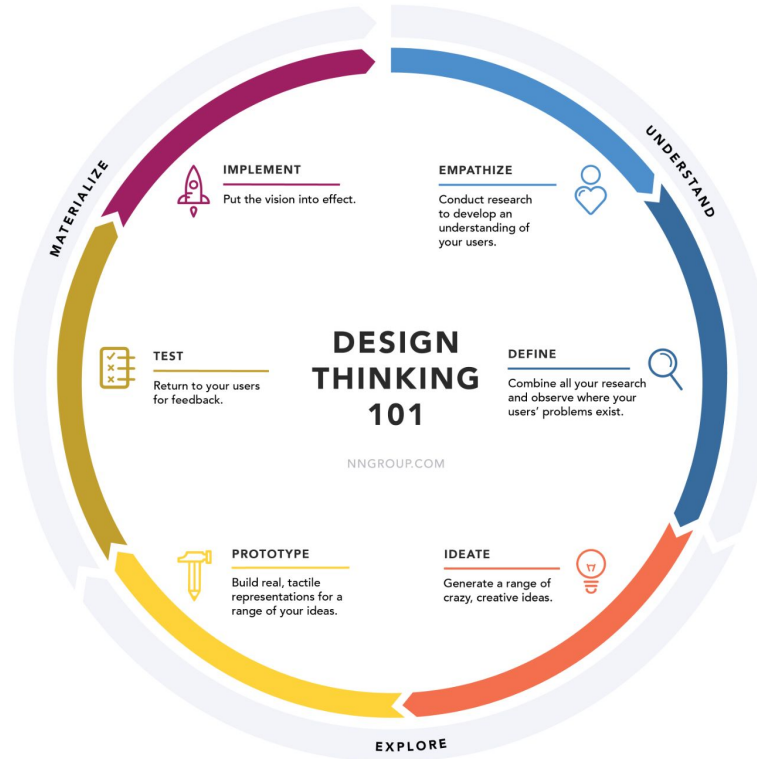 UNDERSTAND
EMPATHIZE
Conduct research
to develop an
understanding of
your users.
DEFINE
Combine all your research
and observe where your
users' problems exist.
EXPLORE
IDEATE
Generate a range of
crazy, creative ideas.
PROTOTYPE
Build real, tactile
representations for a
range of your ideas.
MATERIALIZE
TEST
Return to your users
for feedback.
IMPLEMENT
Put the vision into effect.
DESIGN
THINKING
101
NNGROUP.COM